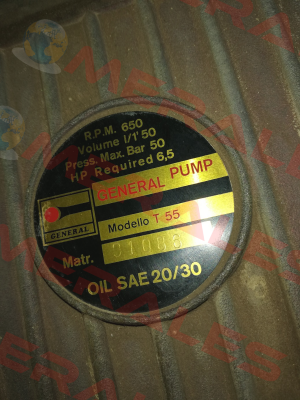 R.P.M. 650
Volume l/1' 50
Press. Max. Bar 50
HP Required 6,5
GENERAL PUMP
GENERAL
Modello T 55
Matr.
OIL SAE 20/30